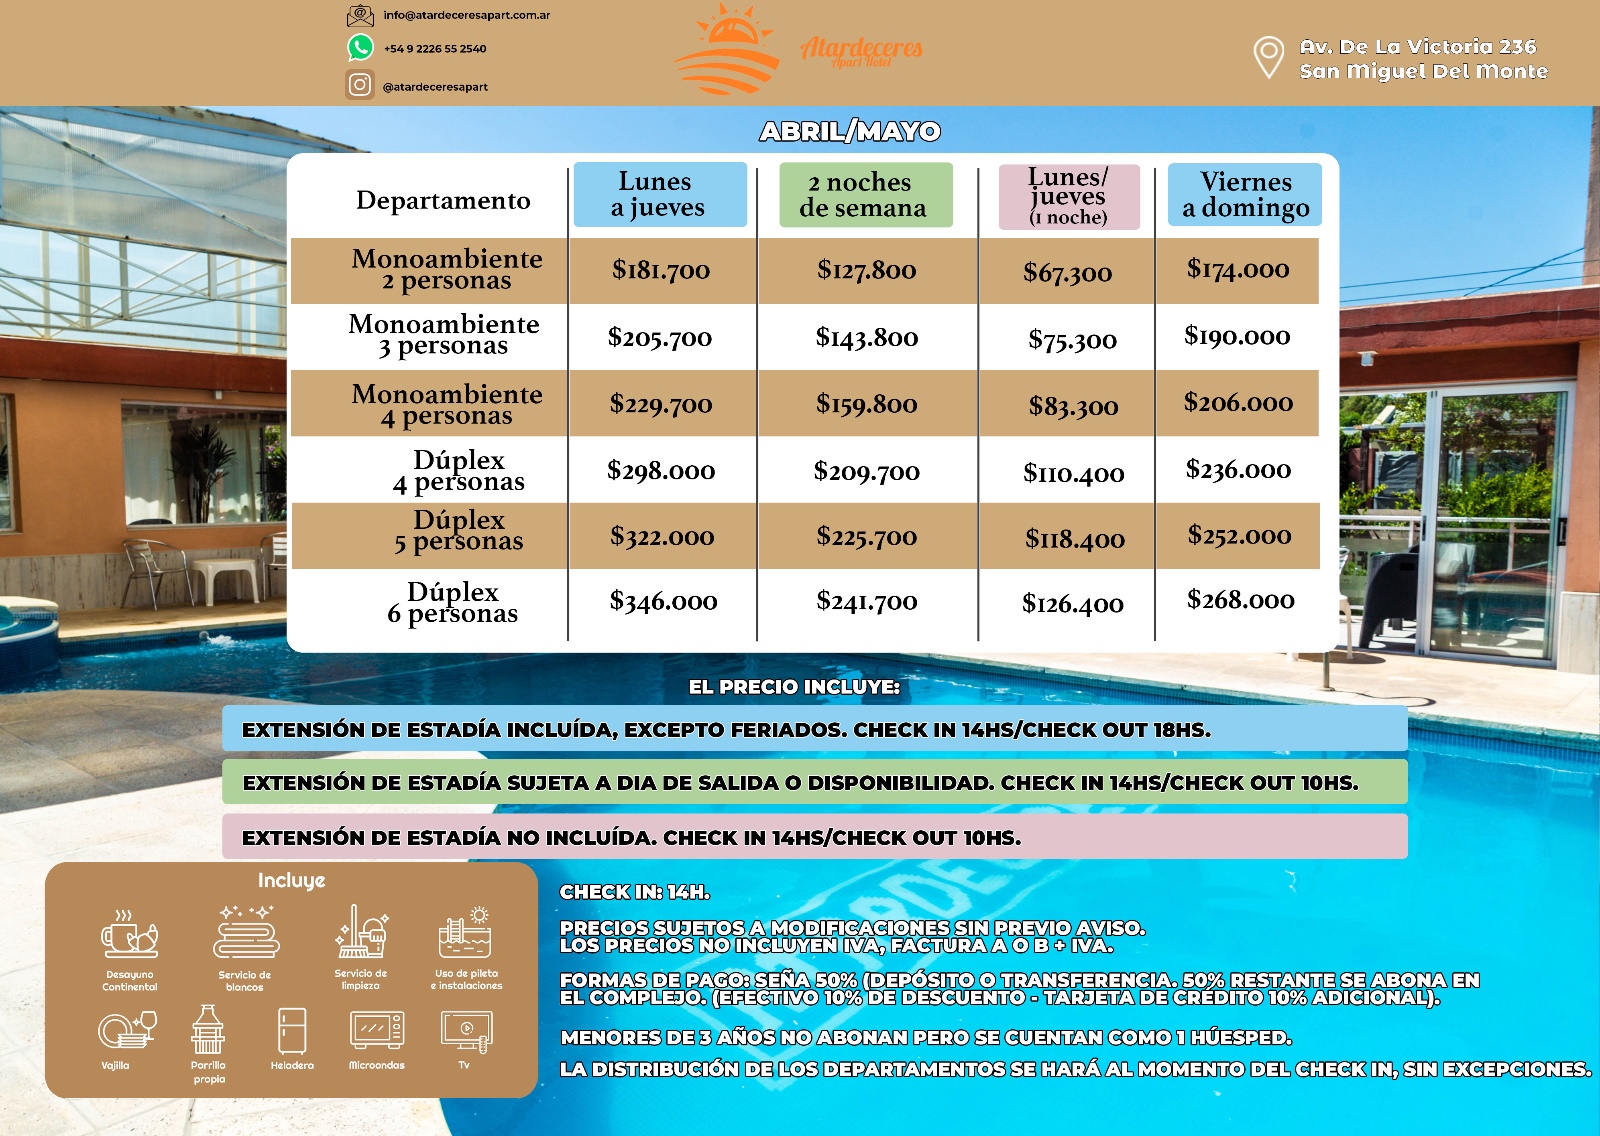 info@atardeceresapart.com.ar
+54 9 2226 55 2540
@atardeceresapart
Atardeceres
Apart Hotel
Av. De La Victoria 236
San Miguel Del Monte
ABRIL/MAYO
Departamento
Lunes
a jueves
2 noches
de semana
Lunes/
jueves
(1 noche)
Viernes
a domingo
Monoambiente
2 personas
$181.700
$127.800
$67.300
$174.000
Monoambiente
3 personas
$205.700
$143.800
$75.300
$190.000
Monoambiente
4 personas
$229.700
$159.800
$83.300
$206.000
Dúplex
4 personas
$298.000
$209.700
$110.400
$236.000
Dúplex
5 personas
$322.000
$225.700
$118.400
$252.000
Dúplex
6 personas
$346.000
$241.700
$126.400
$268.000
EL PRECIO INCLUYE:
EXTENSIÓN DE ESTADÍA INCLUÍDA, EXCEPTO FERIADOS. CHECK IN 14HS/CHECK OUT 18HS.
EXTENSIÓN DE ESTADÍA SUJETA A DIA DE SALIDA O DISPONIBILIDAD. CHECK IN 14HS/CHECK OUT 10HS.
EXTENSIÓN DE ESTADÍA NO INCLUÍDA. CHECK IN 14HS/CHECK OUT 10HS.
Incluye
Desayuno
Continental
Servicio de
blancos
Servicio de
limpieza
Uso de pileta
e instalaciones
Vajilla
Parrilla
propia
Heladera
Microondas
Tv
CHECK IN: 14H.
PRECIOS SUJETOS A MODIFICACIONES SIN PREVIO AVISO.
LOS PRECIOS NO INCLUYEN IVA, FACTURA A O B + IVA.
FORMAS DE PAGO: SEÑA 50% (DEPÓSITO O TRANSFERENCIA. 50% RESTANTE SE ABONA EN
EL COMPLEJO. (EFECTIVO 10% DE DESCUENTO - TARJETA DE CRÉDITO 10% ADICIONAL).
MENORES DE 3 AÑOS NO ABONAN PERO SE CUENTAN COMO 1 HÚESPED.
LA DISTRIBUCIÓN DE LOS DEPARTAMENTOS SE HARÁ AL MOMENTO DEL CHECK IN, SIN EXCEPCIONES.